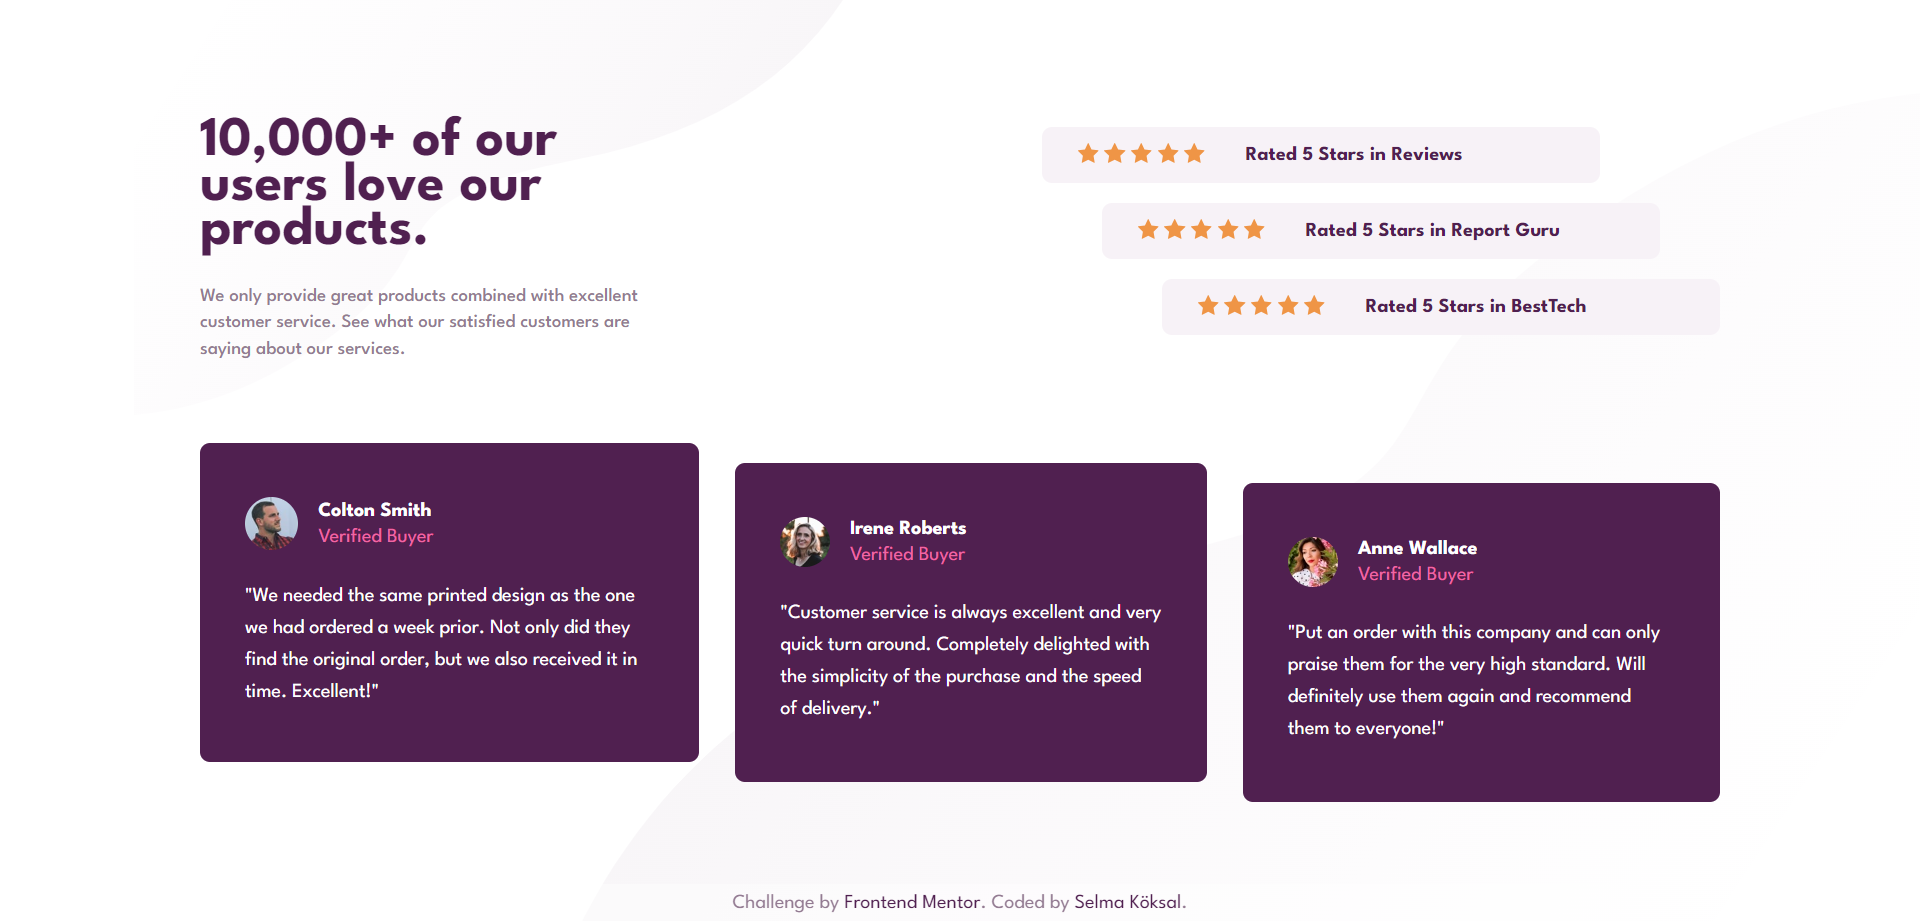 10,000+ of our
users love our
products.
We only provide great products combined with excellent
customer service. See what our satisfied customers are
saying about our services.
Rated 5 Stars in Reviews
Rated 5 Stars in Report Guru
Rated 5 Stars in BestTech
Colton Smith
Verified Buyer
"We needed the same printed design as the one
we had ordered a week prior. Not only did they
find the original order, but we also received it in
time. Excellent!"
Irene Roberts
Verified Buyer
"Customer service is always excellent and very
quick turn around. Completely delighted with
the simplicity of the purchase and the speed
of delivery."
Anne Wallace
Verified Buyer
"Put an order with this company and can only
praise them for the very high standard. Will
definitely use them again and recommend
them to everyone!"
Challenge by Frontend Mentor. Coded by Selma Köksal.